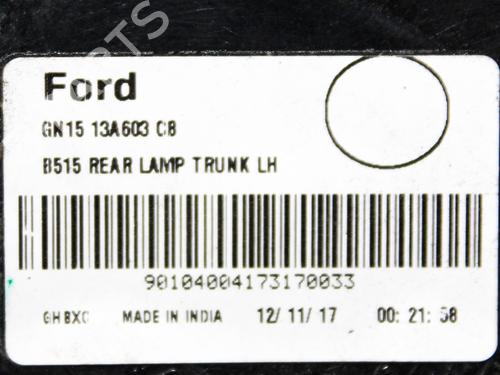 PARTS
Ford
GN15 13A603 CB
B515 REAR LAMP TRUNK LH
90104004173170033
GHBXC MADE IN INDIA 12/11/17 00:21:58